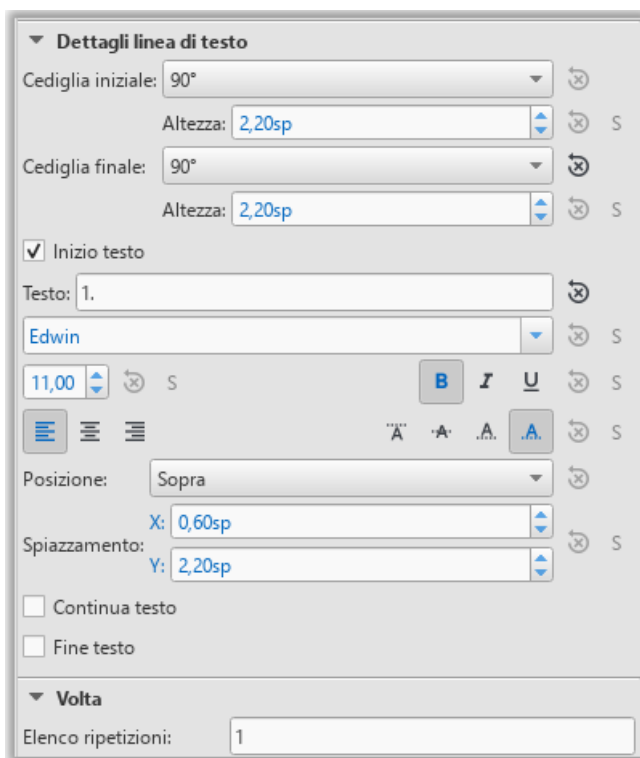 Dettagli linea di testo
Cediglia iniziale: 90°
Altezza: 2,20sp S
Cediglia finale: 90°
Altezza: 2,20sp S
Inizio testo
Testo: 1.
Edwin S
11,00 S B I U S
A A A A S
Posizione: Sopra
X: 0,60sp
Spiazzamento: S
Y: 2,20sp
Continua testo
Fine testo
Volta
Elenco ripetizioni: 1